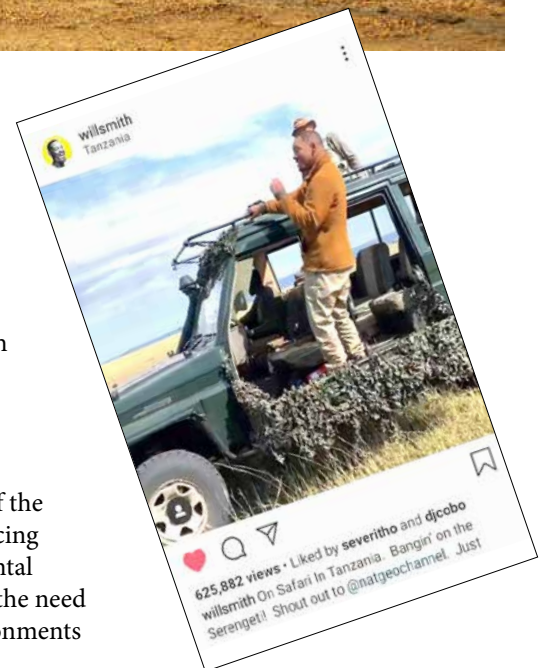 willsmith
Tanzania
625,882 views • Liked by severitho and djcobo
willsmith On Safari In Tanzania. Bangin' on the
Serengeti! Shout out to @natgeochannel. Just
n
f the
cing
ntal
the need
onments